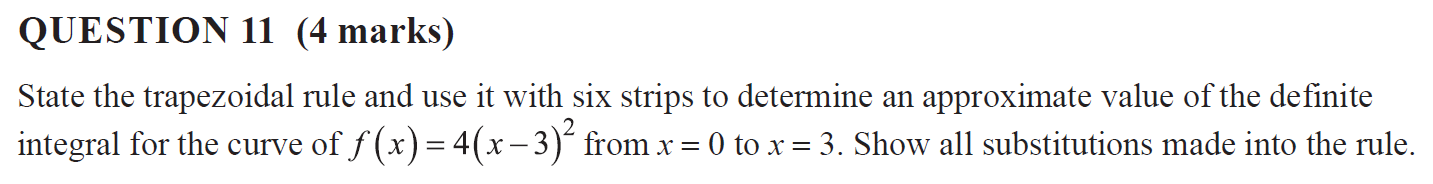 QUESTION 11 (4 marks)
State the trapezoidal rule and use it with six strips to determine an approximate value of the definite
integral for the curve of f(x) = 4(x – 3)² from x = 0 to x = 3. Show all substitutions made into the rule.